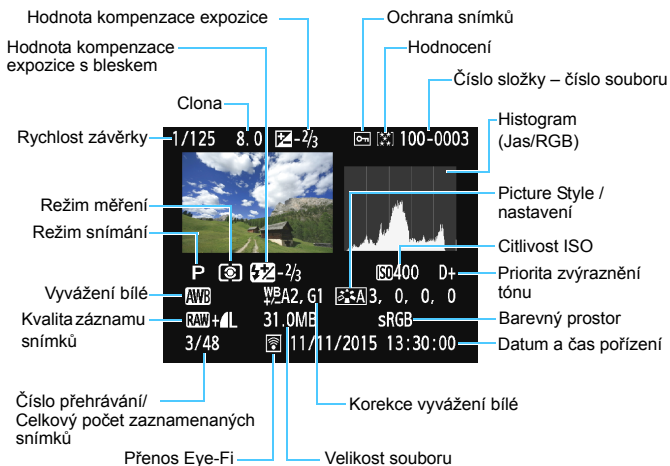 Hodnota kompenzace expozice
Ochrana snímků
Hodnota kompenzace
expozice s bleskem
Hodnocení
Číslo složky – číslo souboru
Clona
Histogram
(Jas/RGB)
Rychlost závěrky
1/125 8.0 -2/3 100-0003
Picture Style /
nastavení
Režim měření
Režim snímání
Citlivost ISO
P -2/3 ISO 400 D+
Priorita zvýraznění
tónu
Vyvážení bílé
AWB WB+/-A2, G1 A 3, 0, 0, 0
Kvalita záznamu
snímků
RAW+L 31.0MB sRGB
Barevný prostor
3/48 11/11/2015 13:30:00
Datum a čas pořízení
Číslo přehrávání/
Celkový počet zaznamenaných
snímků
Korekce vyvážení bílé
Přenos Eye-Fi
Velikost souboru